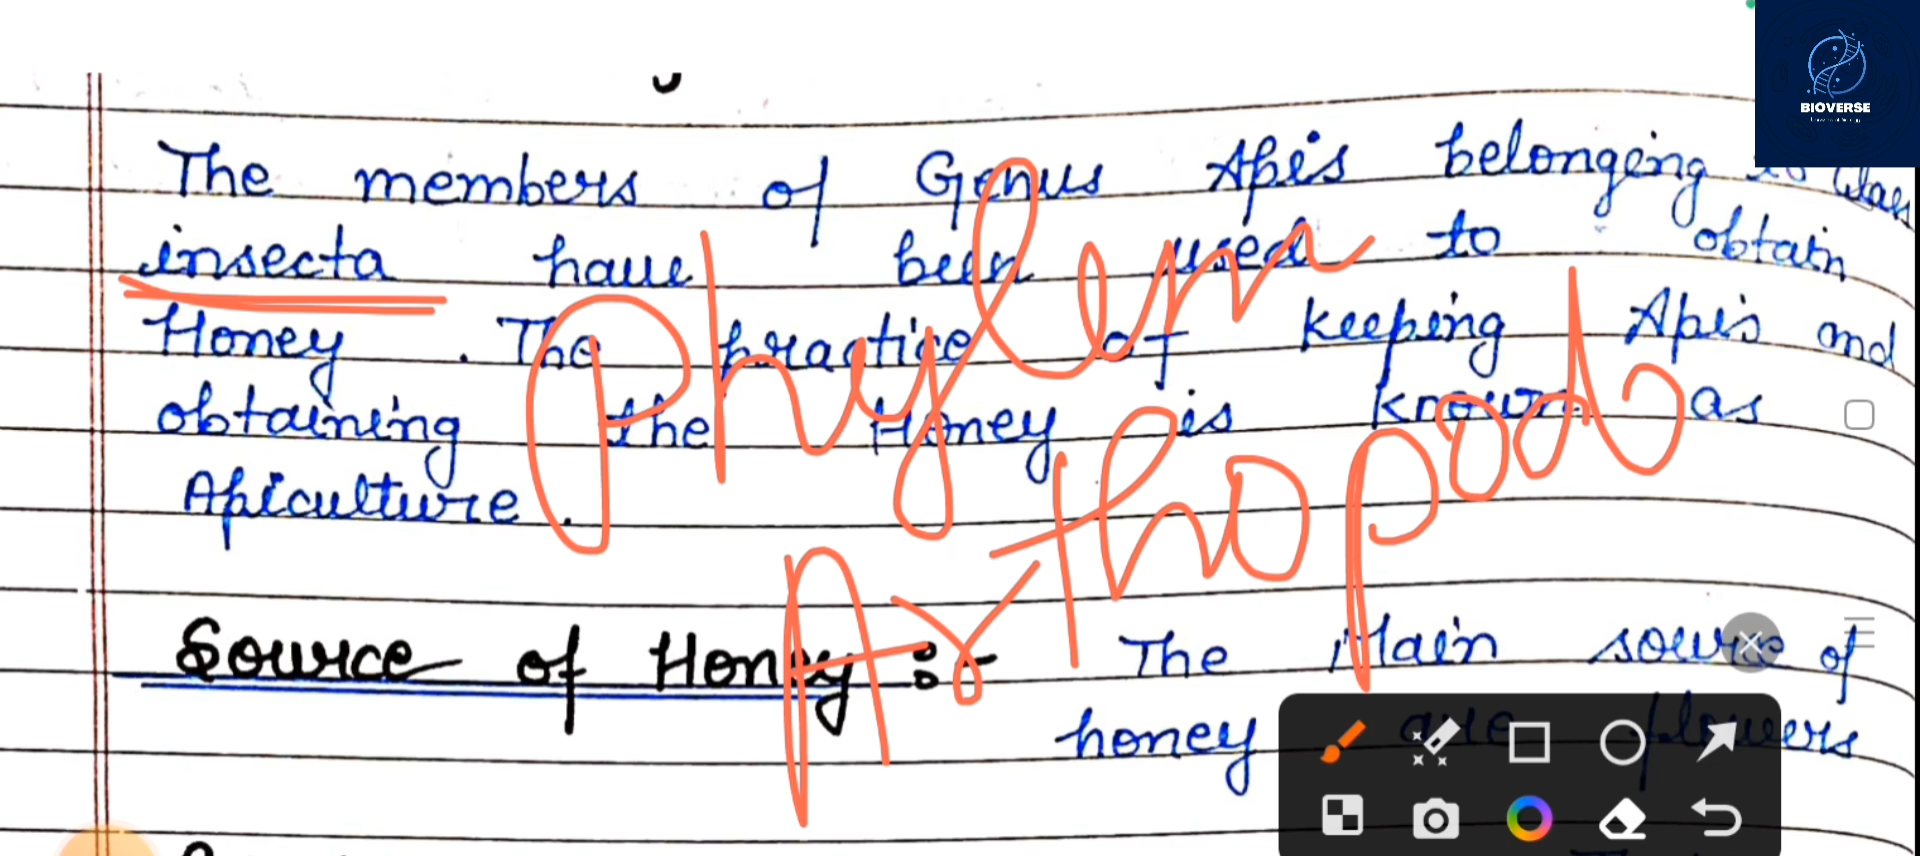 BIOVERSE
The members of Genus Apis belonging to Class
insecta have been used to obtain
Honey. The practice of keeping Apis and
obtaining the Honey is known as
Apiculture.
Phylem
Arthopoda
Source of Honey :- The Main source of
honey are flowers